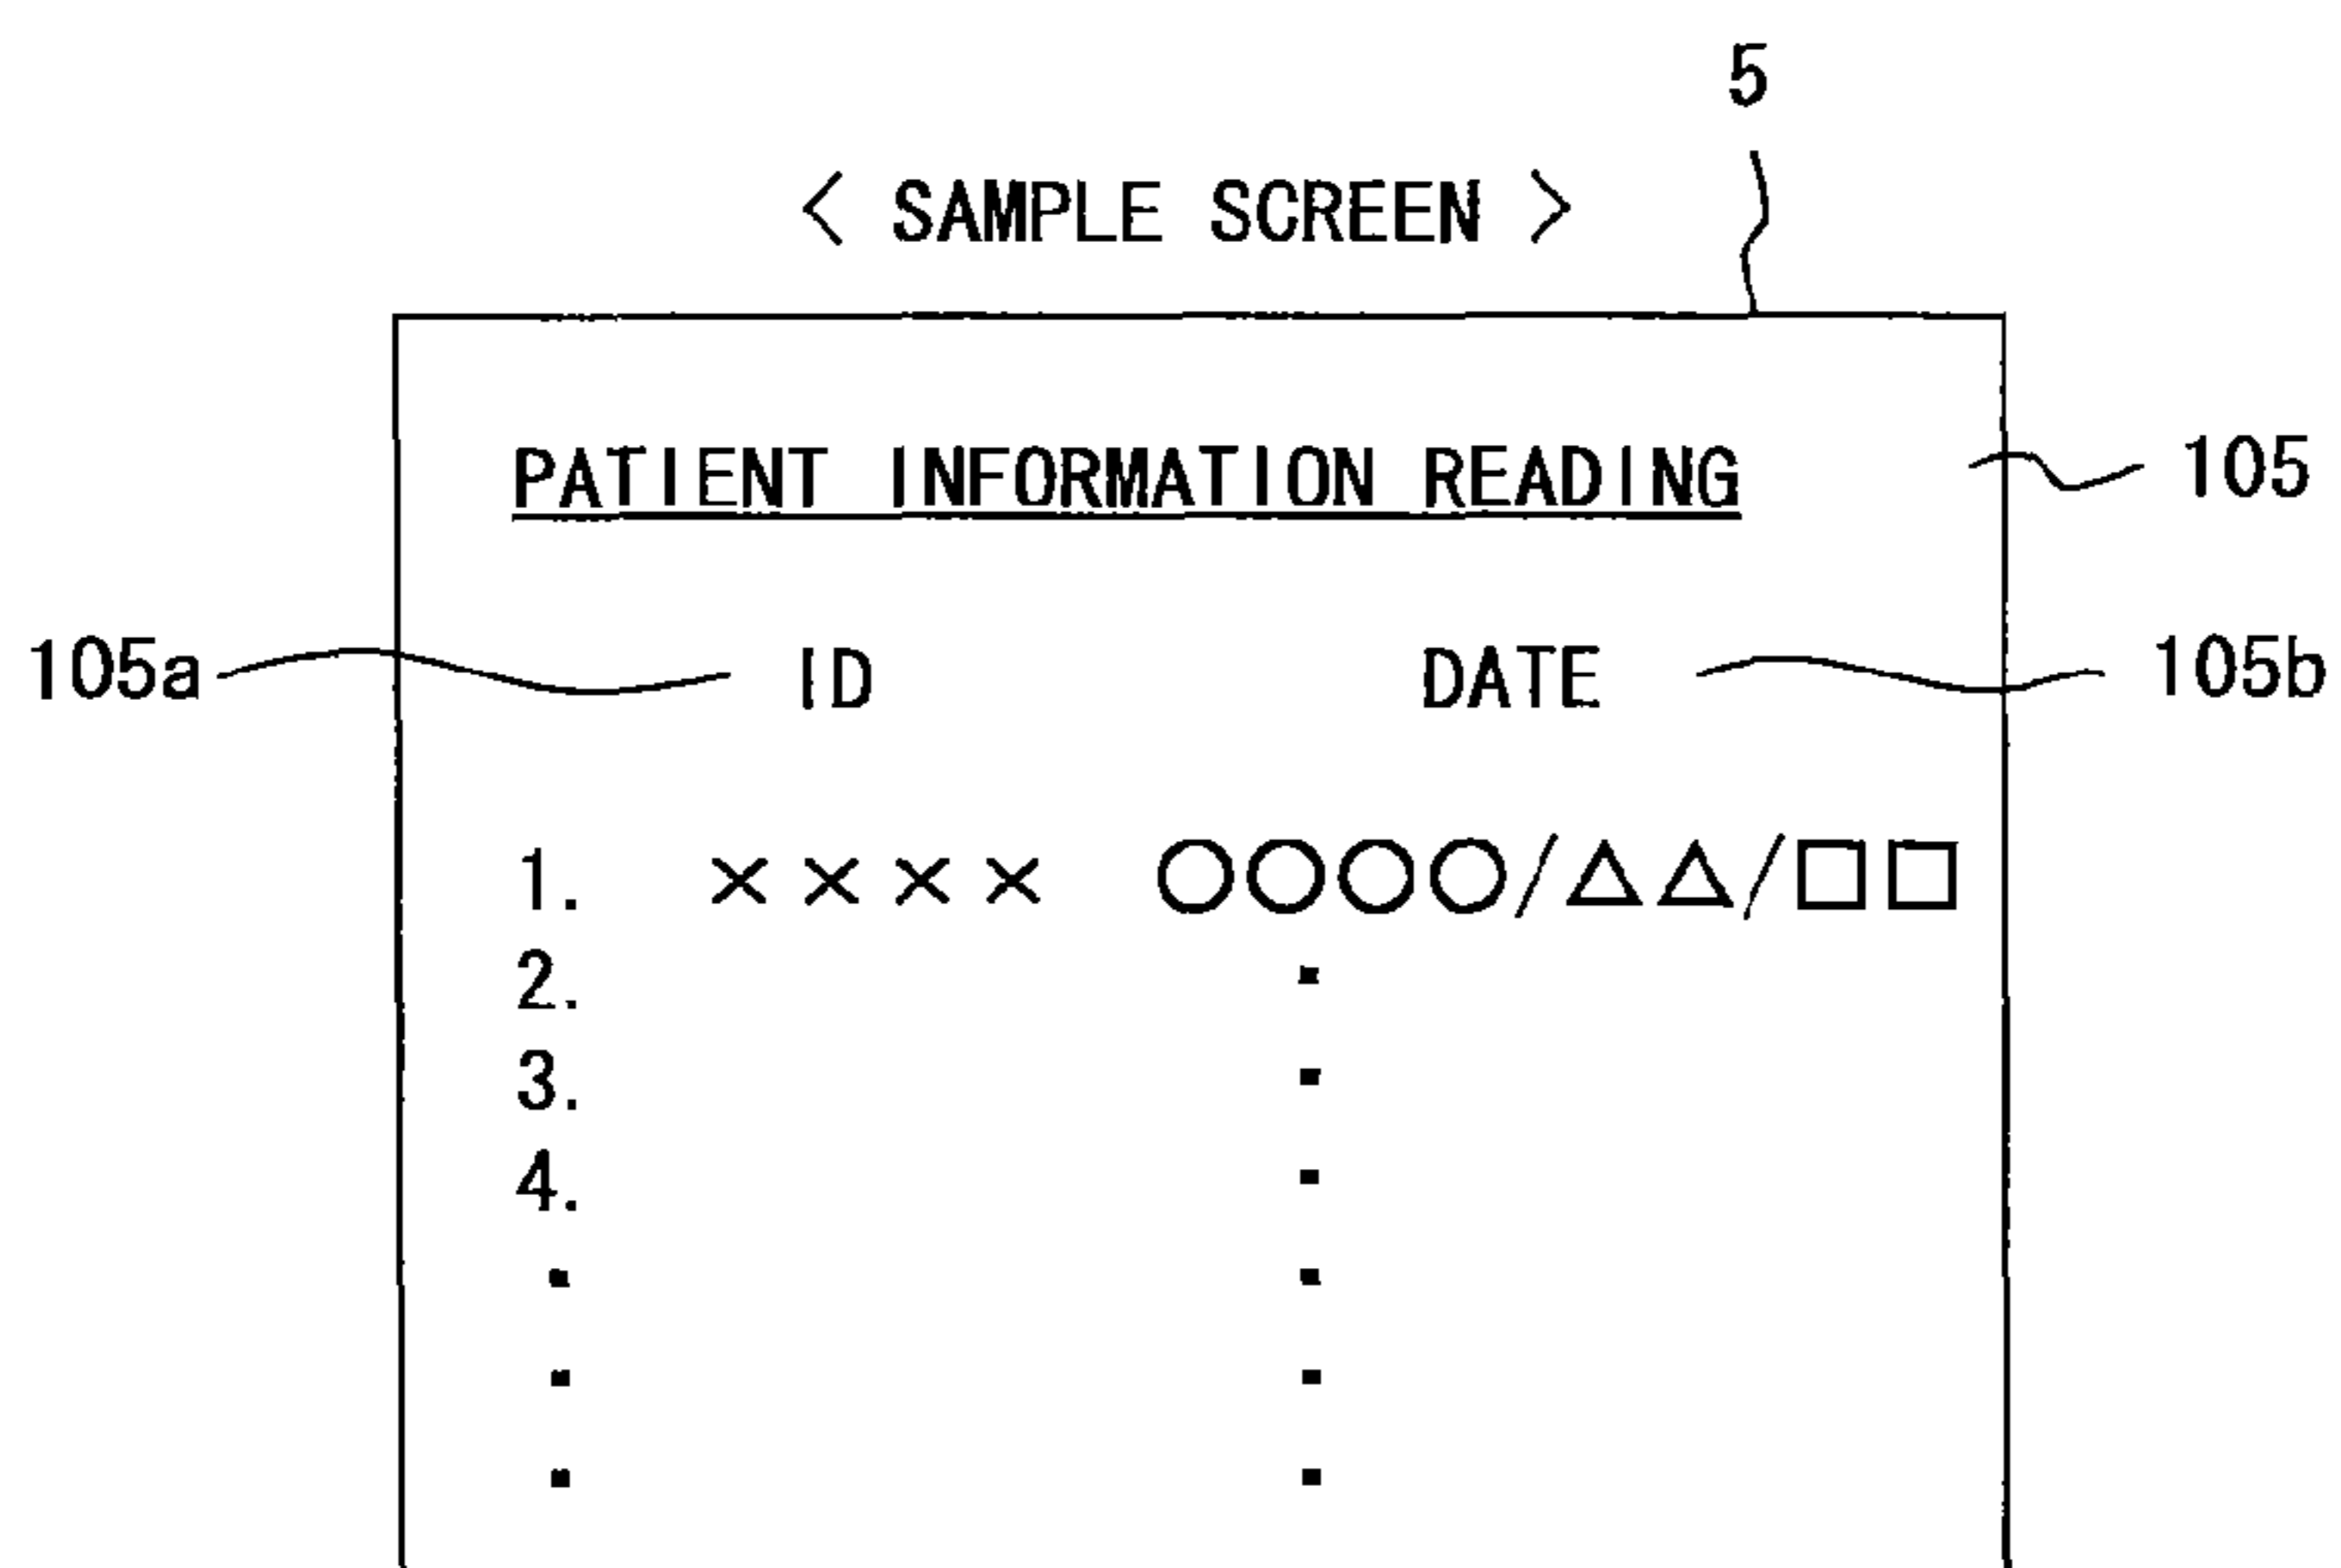 5
< SAMPLE SCREEN >
PATIENT INFORMATION READING
105
105a
ID
DATE
105b
1. ×××× ○○○○/△△/□□
2.
3.
4.